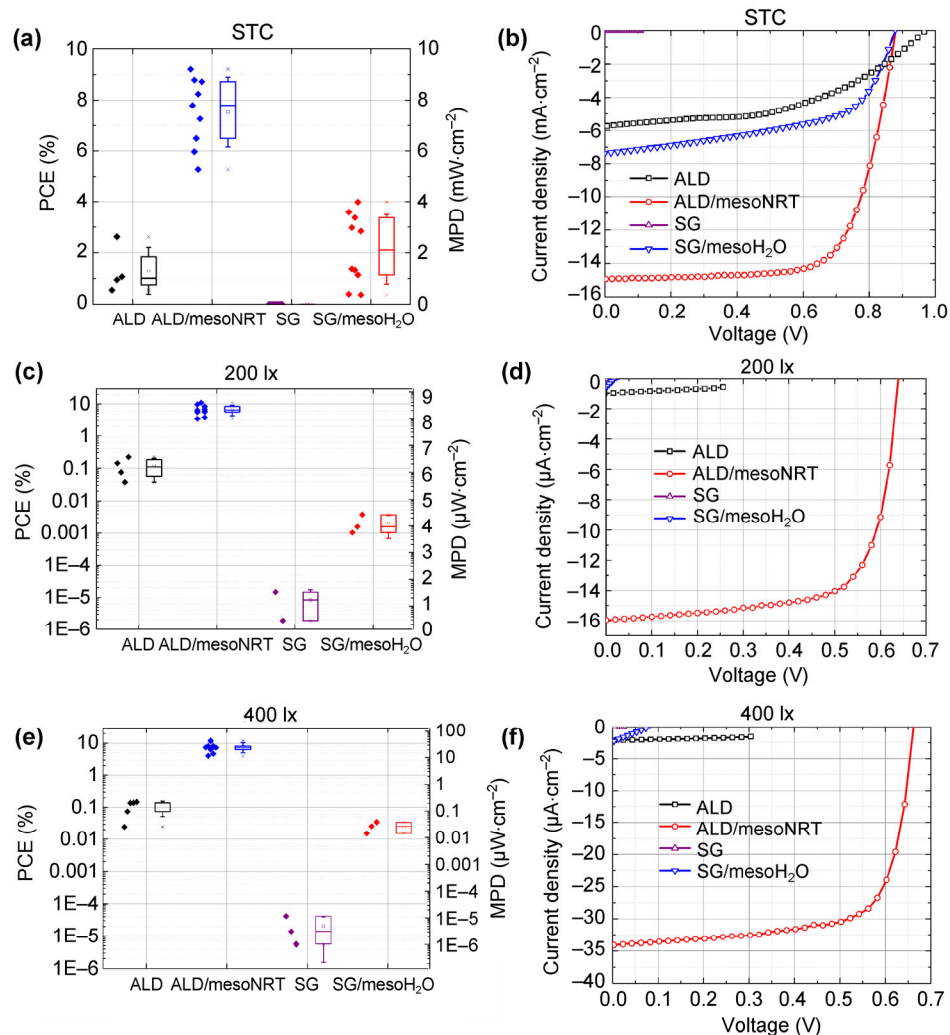 (a)
STC
PCE (%)
10
8
6
4
2
0
10
8
6
4
2
0
MPD (mW·cm–2)
ALD ALD/mesoNRT SG SG/mesoH2O
(b)
STC
Current density (mA·cm–2)
0
–2
–4
–6
–8
–10
–12
–14
–16
ALD
ALD/mesoNRT
SG
SG/mesoH2O
0.0 0.2 0.4 0.6 0.8 1.0
Voltage (V)
(c)
200 lx
PCE (%)
10
1
0.1
0.01
0.001
1E–4
1E–5
1E–6
9
8
7
6
5
4
3
2
1
0
MPD (µW·cm–2)
ALD ALD/mesoNRT SG SG/mesoH2O
(d)
200 lx
Current density (µA·cm–2)
0
–2
–4
–6
–8
–10
–12
–14
–16
ALD
ALD/mesoNRT
SG
SG/mesoH2O
0.0 0.1 0.2 0.3 0.4 0.5 0.6 0.7
Voltage (V)
(e)
400 lx
PCE (%)
10
1
0.1
0.01
0.001
1E–4
1E–5
1E–6
100
10
1
0.1
0.01
0.001
1E–4
1E–5
1E–6
MPD (µW·cm–2)
ALD ALD/mesoNRT SG SG/mesoH2O
(f)
400 lx
Current density (µA·cm–2)
0
–5
–10
–15
–20
–25
–30
–35
–40
ALD
ALD/mesoNRT
SG
SG/mesoH2O
0.0 0.1 0.2 0.3 0.4 0.5 0.6 0.7
Voltage (V)